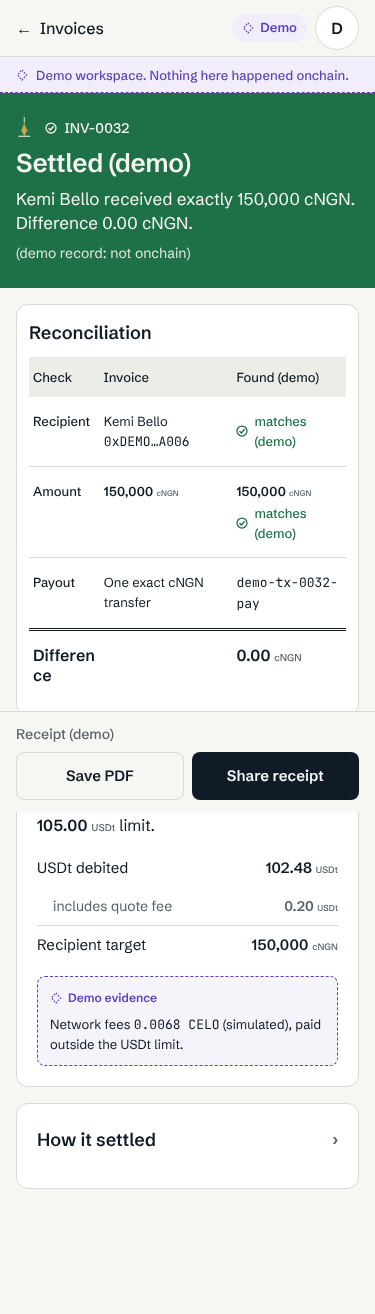 ← Invoices
Demo
D
Demo workspace. Nothing here happened onchain.
INV-0032
Settled (demo)
Kemi Bello received exactly 150,000 cNGN.
Difference 0.00 cNGN.
(demo record: not onchain)
Reconciliation
Check Invoice Found (demo)
Recipient Kemi Bello matches
0xDEMO…A006 (demo)
Amount 150,000 cNGN 150,000 cNGN
matches
(demo)
Payout One exact cNGN demo-tx-0032-
transfer pay
Differen 0.00 cNGN
ce
Receipt (demo)
Save PDF Share receipt
105.00 USDt limit.
USDt debited 102.48 USDt
includes quote fee 0.20 USDt
Recipient target 150,000 cNGN
Demo evidence
Network fees 0.0068 CELO (simulated), paid
outside the USDt limit.
How it settled ›